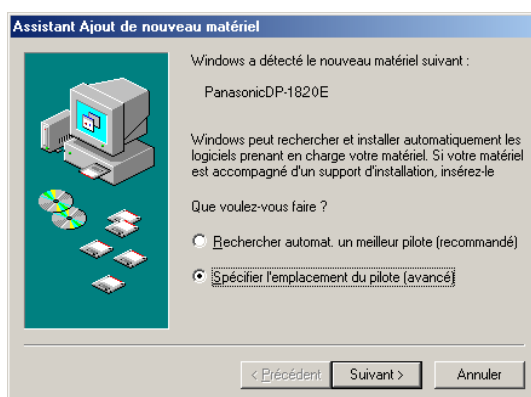 Assistant Ajout de nouveau matériel
Windows a détecté le nouveau matériel suivant :
PanasonicDP-1820E
Windows peut rechercher et installer automatiquement les
logiciels prenant en charge votre matériel. Si votre matériel
est accompagné d'un support d'installation, insérez-le
Que voulez-vous faire ?
Rechercher automat. un meilleur pilote (recommandé)
Spécifier l'emplacement du pilote (avancé)
< Précédent Suivant > Annuler